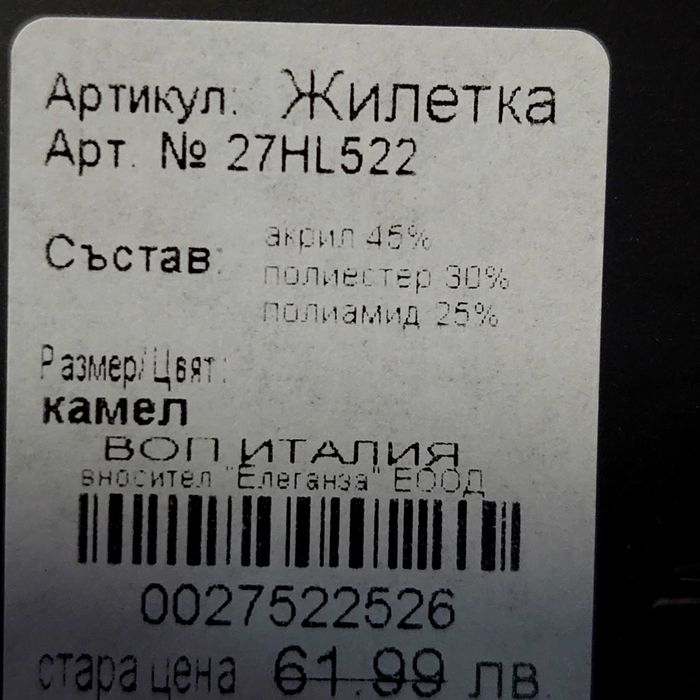 Артикул: Жилетка
Арт. № 27HL522
Състав: акрил 45%
полиестер 30%
полиамид 25%
Размер/Цвят:
камел
ВОП ИТАЛИЯ
вносител "Елеганза" ЕООД
0027522526
стара цена 61.99 лв.